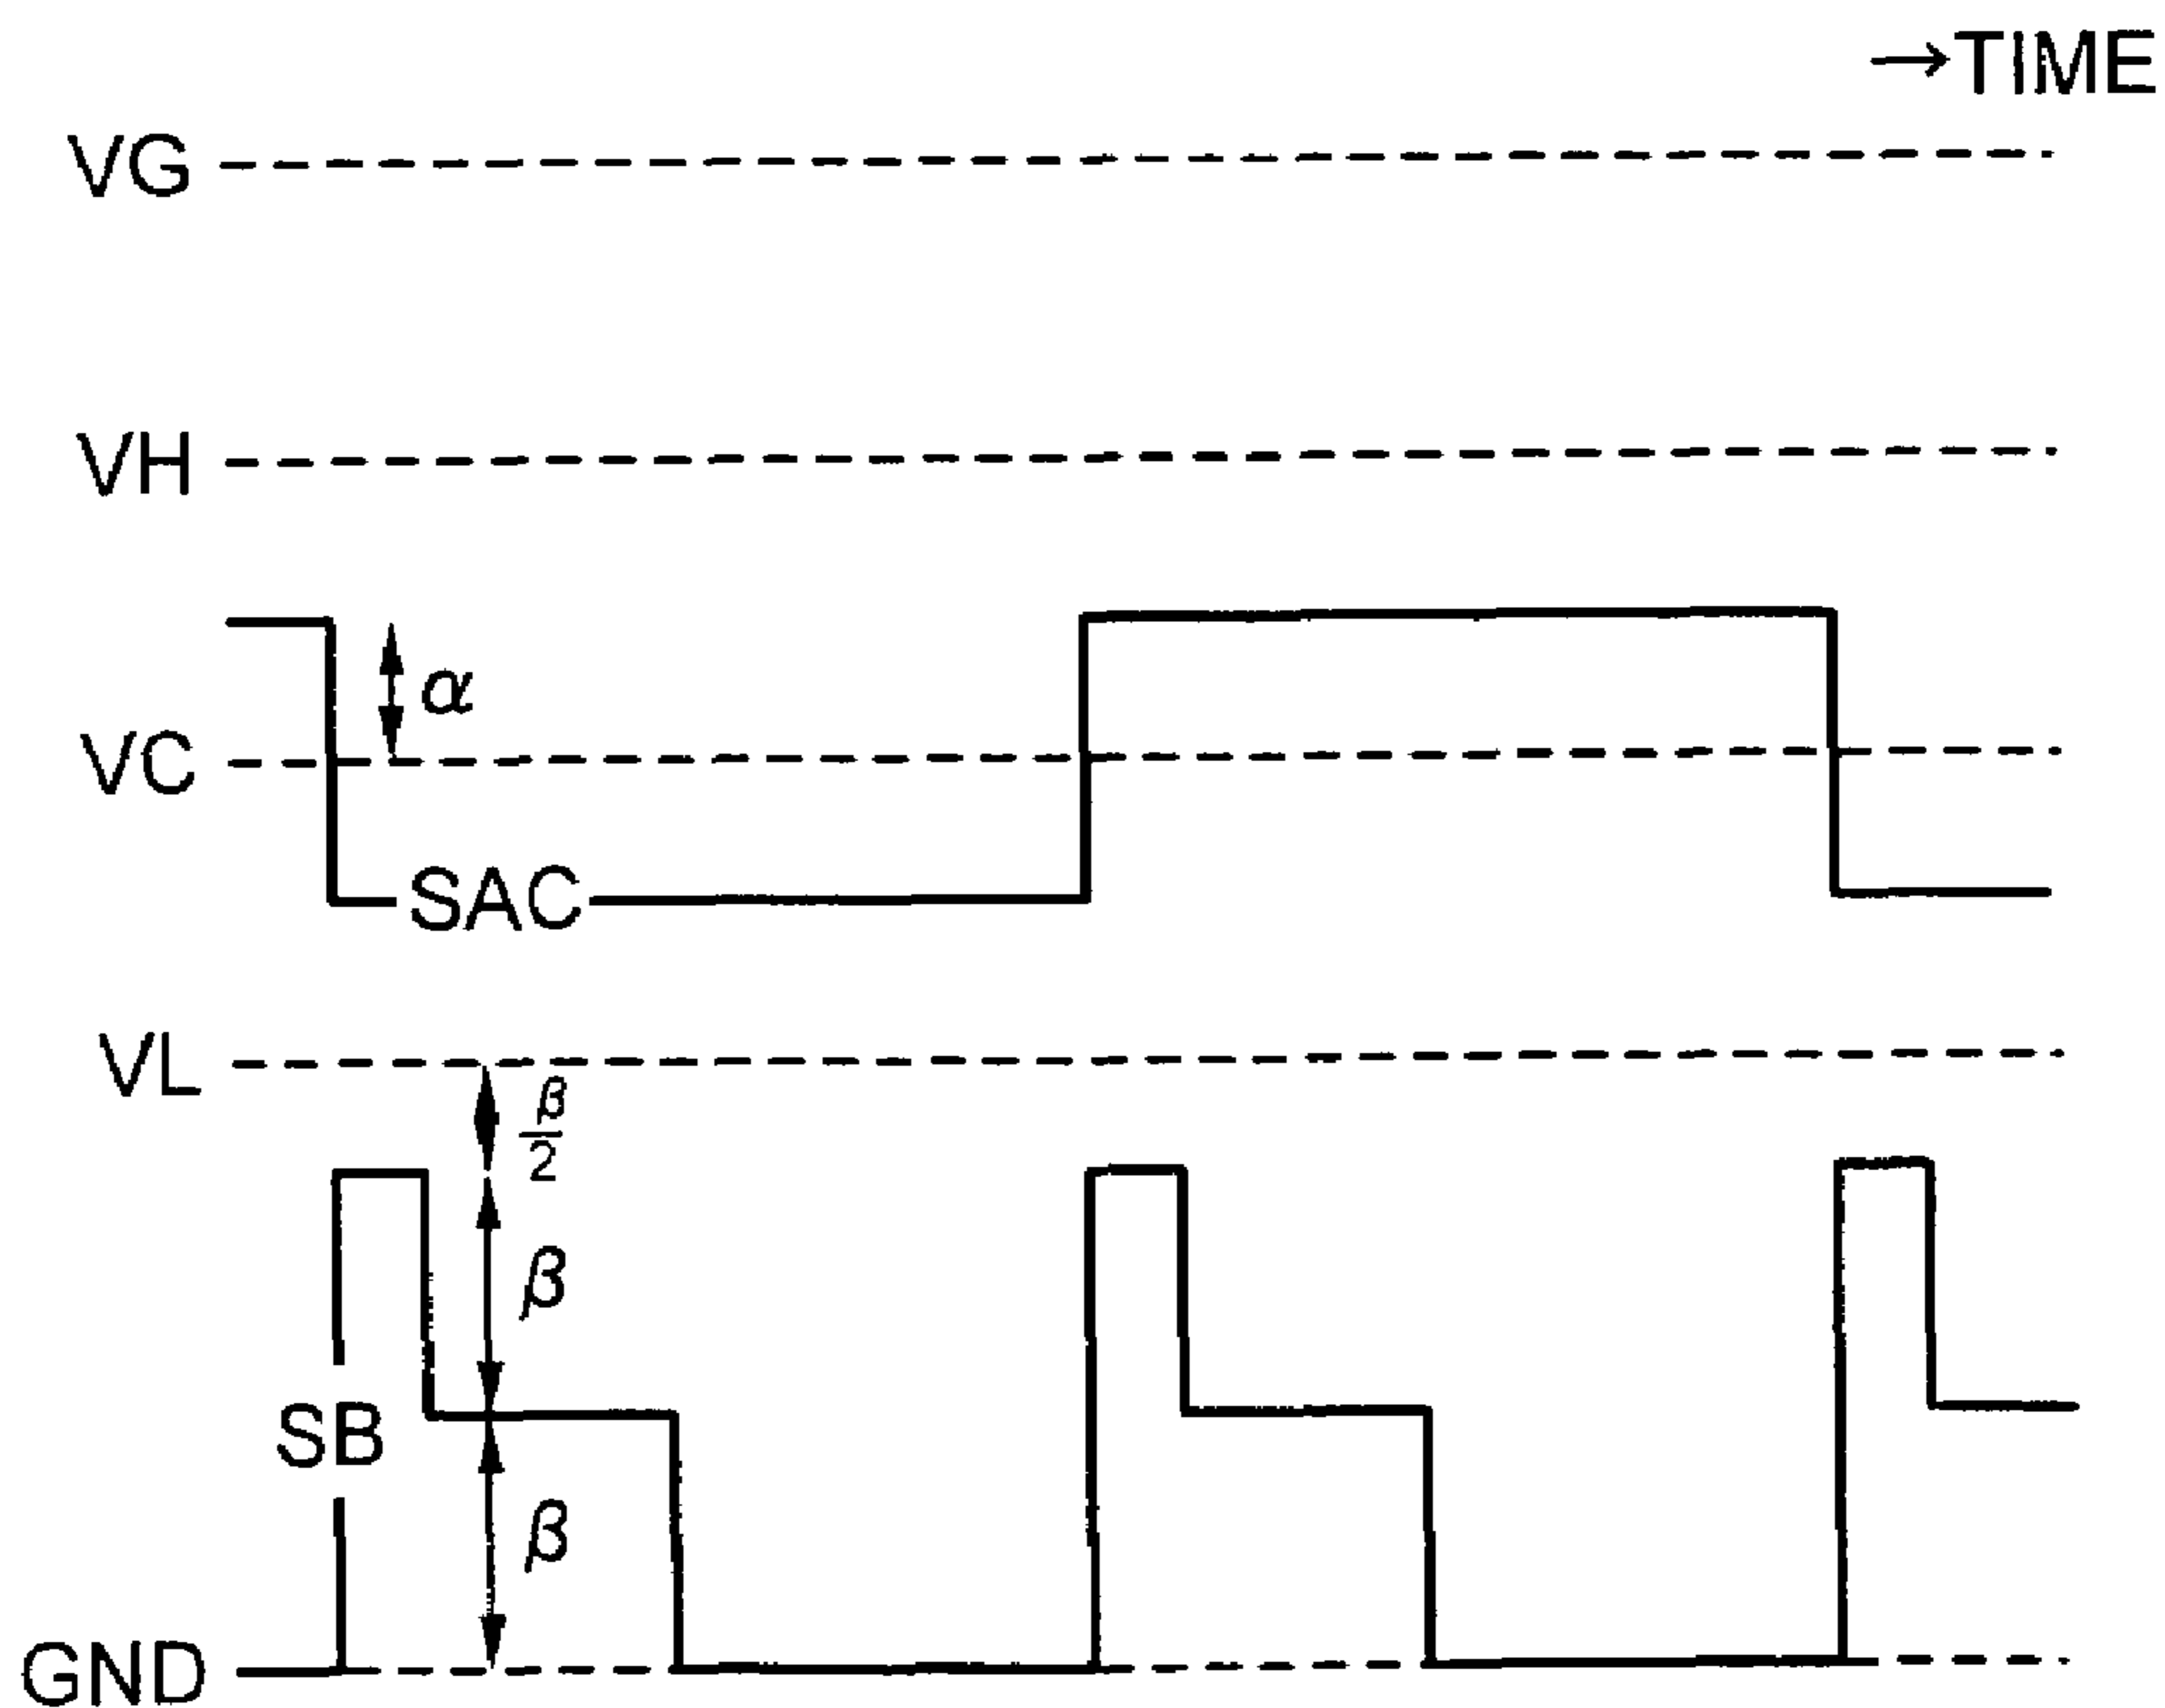 →TIME
VG
VH
α
VC
SAC
VL
β
2
β
SB
β
GND